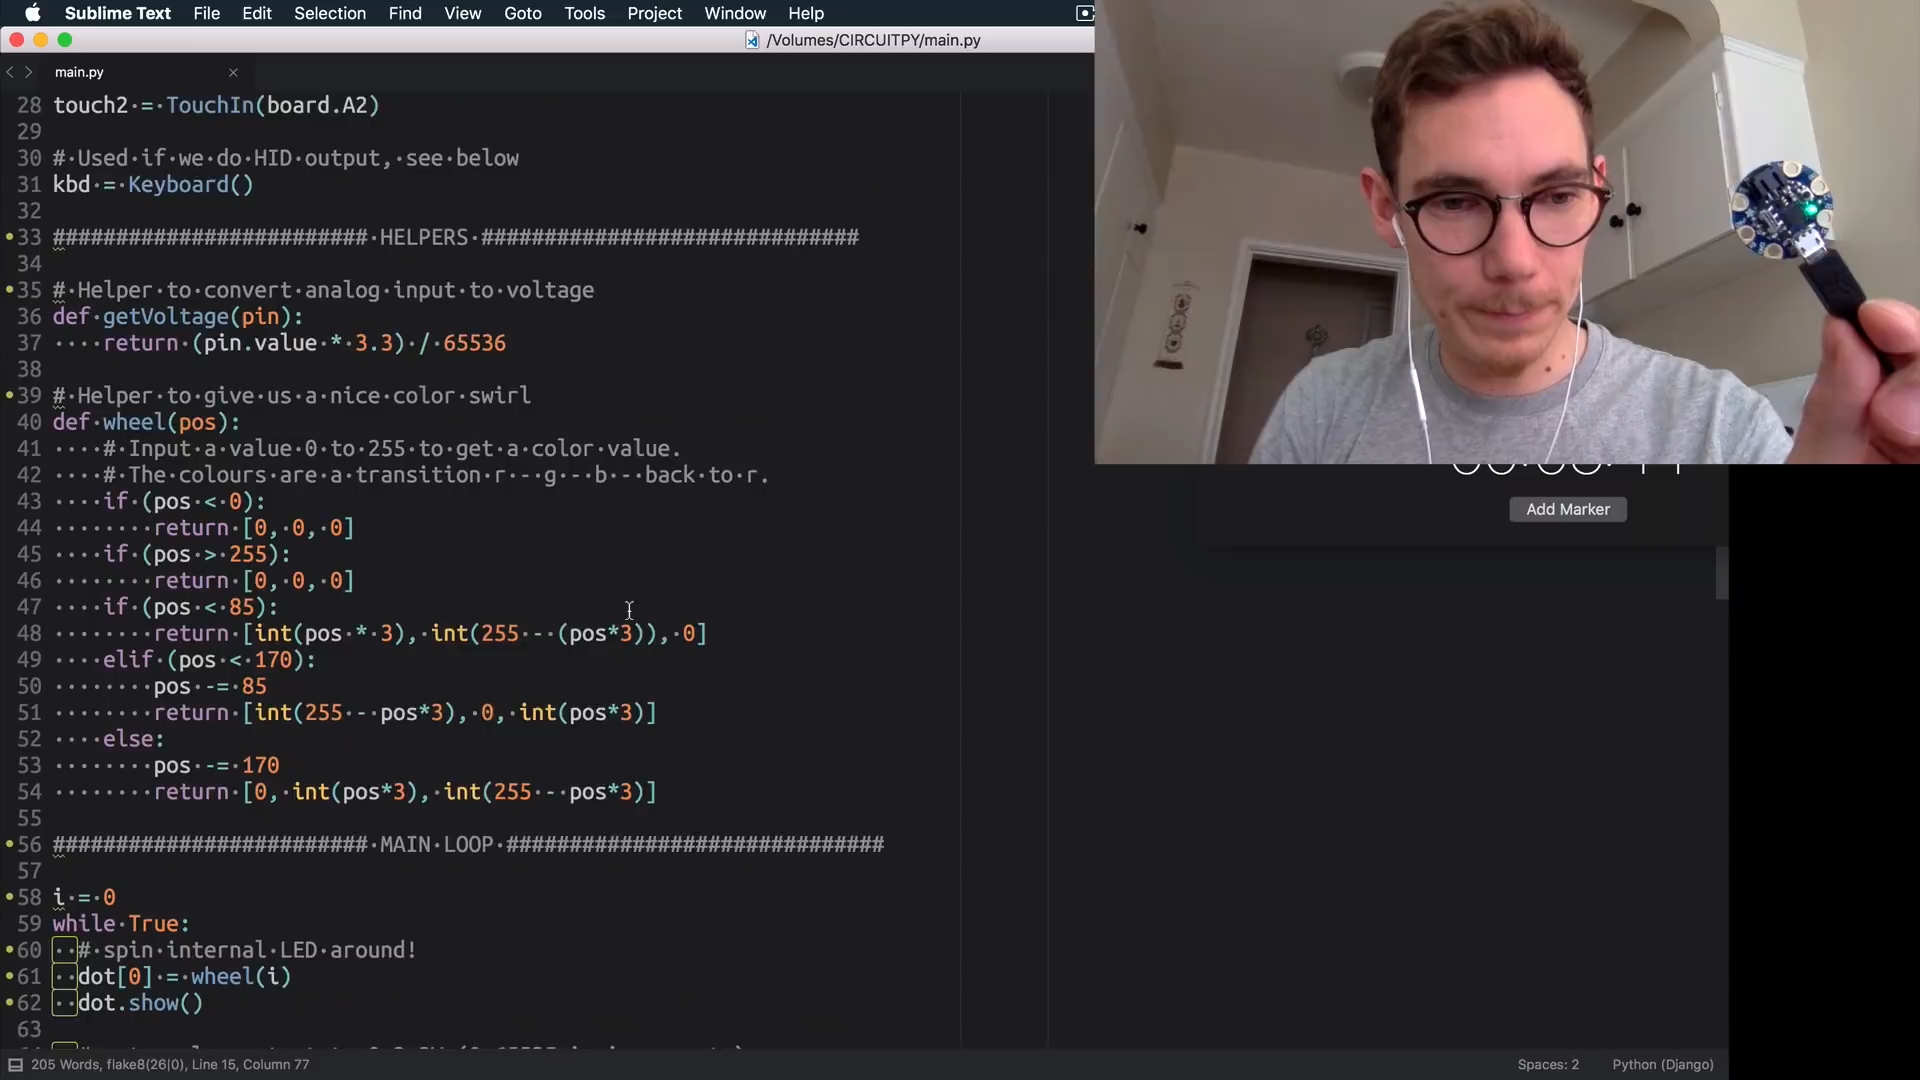 Sublime Text File Edit Selection Find View Goto Tools Project Window Help
/Volumes/CIRCUITPY/main.py
main.py
28 touch2 = TouchIn(board.A2)
29
30 # Used if we do HID output, see below
31 kbd = Keyboard()
32
33 ######################### HELPERS ##############################
34
35 # Helper to convert analog input to voltage
36 def getVoltage(pin):
37 return (pin.value * 3.3) / 65536
38
39 # Helper to give us a nice color swirl
40 def wheel(pos):
41 # Input a value 0 to 255 to get a color value.
42 # The colours are a transition r - g - b - back to r.
43 if (pos < 0):
44 return [0, 0, 0]
45 if (pos > 255):
46 return [0, 0, 0]
47 if (pos < 85):
48 return [int(pos * 3), int(255 - (pos*3)), 0]
49 elif (pos < 170):
50 pos -= 85
51 return [int(255 - pos*3), 0, int(pos*3)]
52 else:
53 pos -= 170
54 return [0, int(pos*3), int(255 - pos*3)]
55
56 ######################### MAIN LOOP ##############################
57
58 i = 0
59 while True:
60 # spin internal LED around!
61 dot[0] = wheel(i)
62 dot.show()
63
Add Marker
205 Words, flake8(26|0), Line 15, Column 77
Spaces: 2
Python (Django)